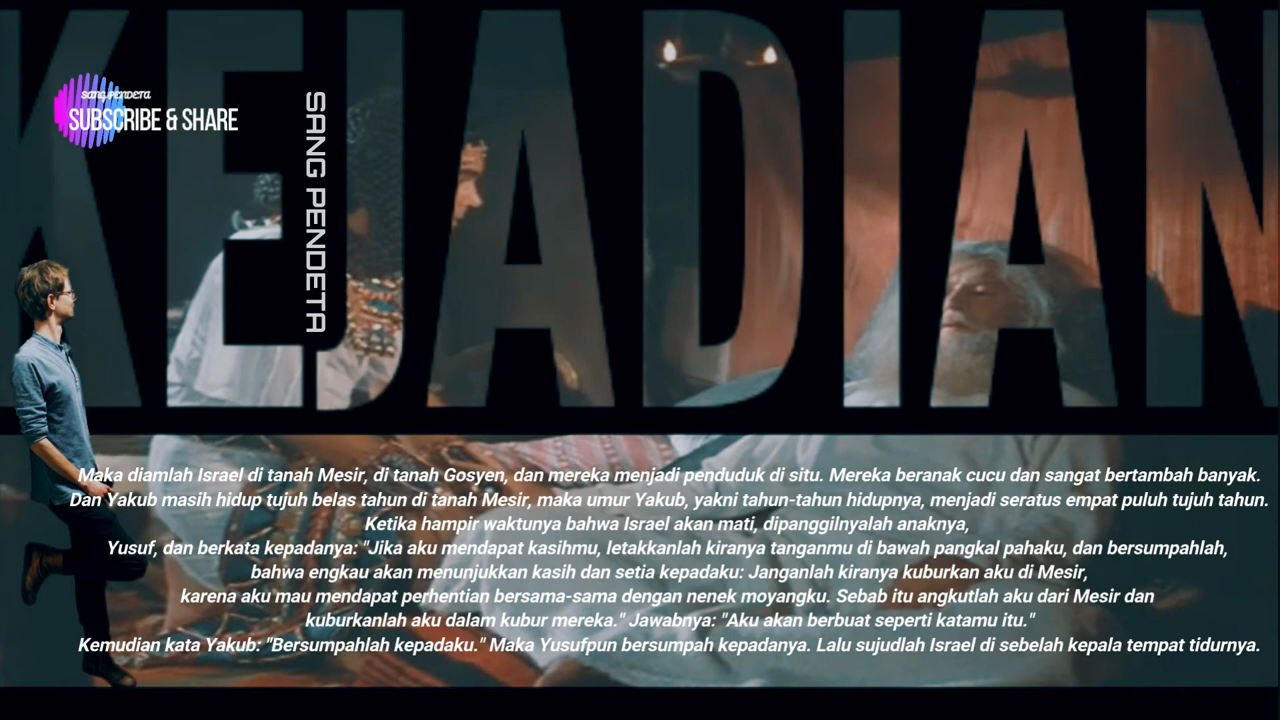 KEJADIAN
sang pendeta
SUBSCRIBE & SHARE
SANG PENDETA
Maka diamlah Israel di tanah Mesir, di tanah Gosyen, dan mereka menjadi penduduk di situ. Mereka beranak cucu dan sangat bertambah banyak.
Dan Yakub masih hidup tujuh belas tahun di tanah Mesir, maka umur Yakub, yakni tahun-tahun hidupnya, menjadi seratus empat puluh tujuh tahun.
Ketika hampir waktunya bahwa Israel akan mati, dipanggilnyalah anaknya,
Yusuf, dan berkata kepadanya: "Jika aku mendapat kasihmu, letakkanlah kiranya tanganmu di bawah pangkal pahaku, dan bersumpahlah,
bahwa engkau akan menunjukkan kasih dan setia kepadaku: Janganlah kiranya kuburkan aku di Mesir,
karena aku mau mendapat perhentian bersama-sama dengan nenek moyangku. Sebab itu angkutlah aku dari Mesir dan
kuburkanlah aku dalam kubur mereka." Jawabnya: "Aku akan berbuat seperti katamu itu."
Kemudian kata Yakub: "Bersumpahlah kepadaku." Maka Yusufpun bersumpah kepadanya. Lalu sujudlah Israel di sebelah kepala tempat tidurnya.